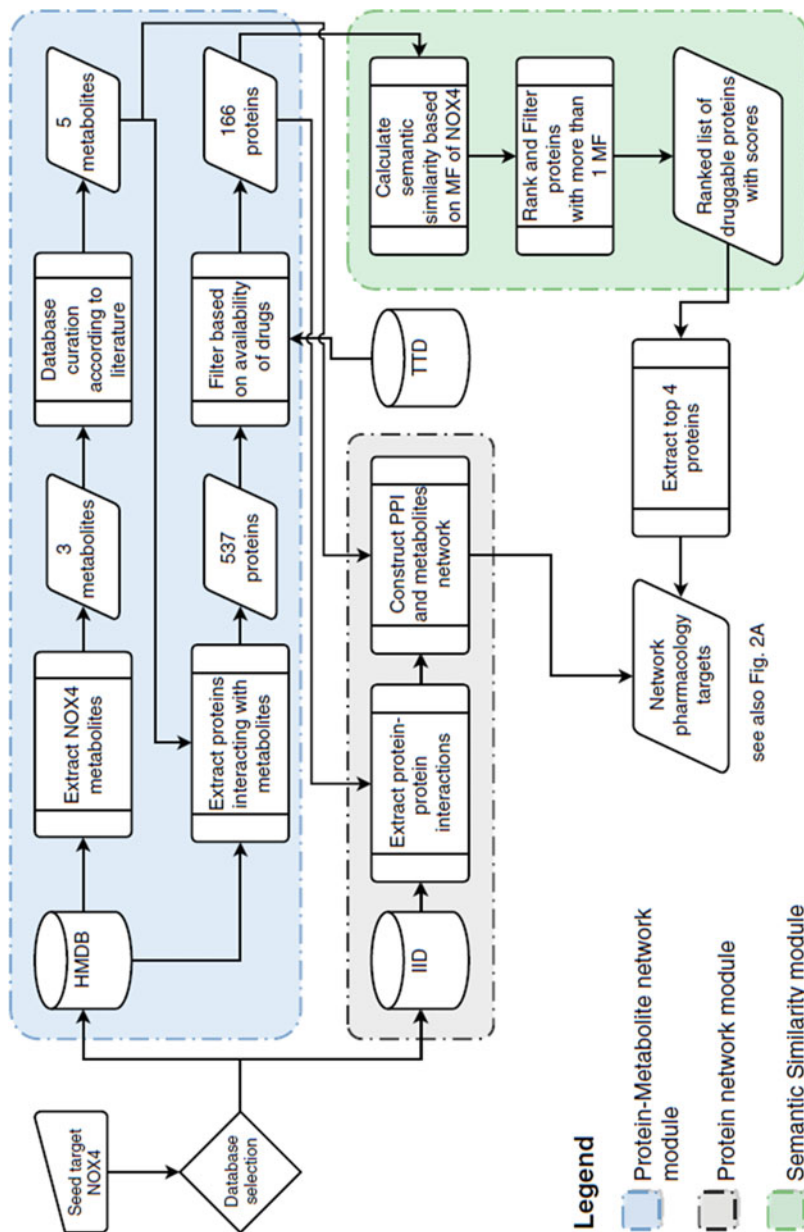 Seed target
NOX4
Database
selection
HMDB
Extract NOX4
metabolites
3
metabolites
Database
curation
according to
literature
5
metabolites
Extract proteins
interacting with
metabolites
537
proteins
Filter based
on availability
of drugs
166
proteins
TTD
IID
Extract protein-
protein
interactions
Construct PPI
and metabolites
network
Calculate
semantic
similarity based
on MF of NOX4
Rank and Filter
proteins
with more than
1 MF
Ranked list of
druggable proteins
with scores
Extract top 4
proteins
Network
pharmacology
targets
see also Fig. 2A
Legend
Protein-Metabolite network
module
Protein network module
Semantic Similarity module